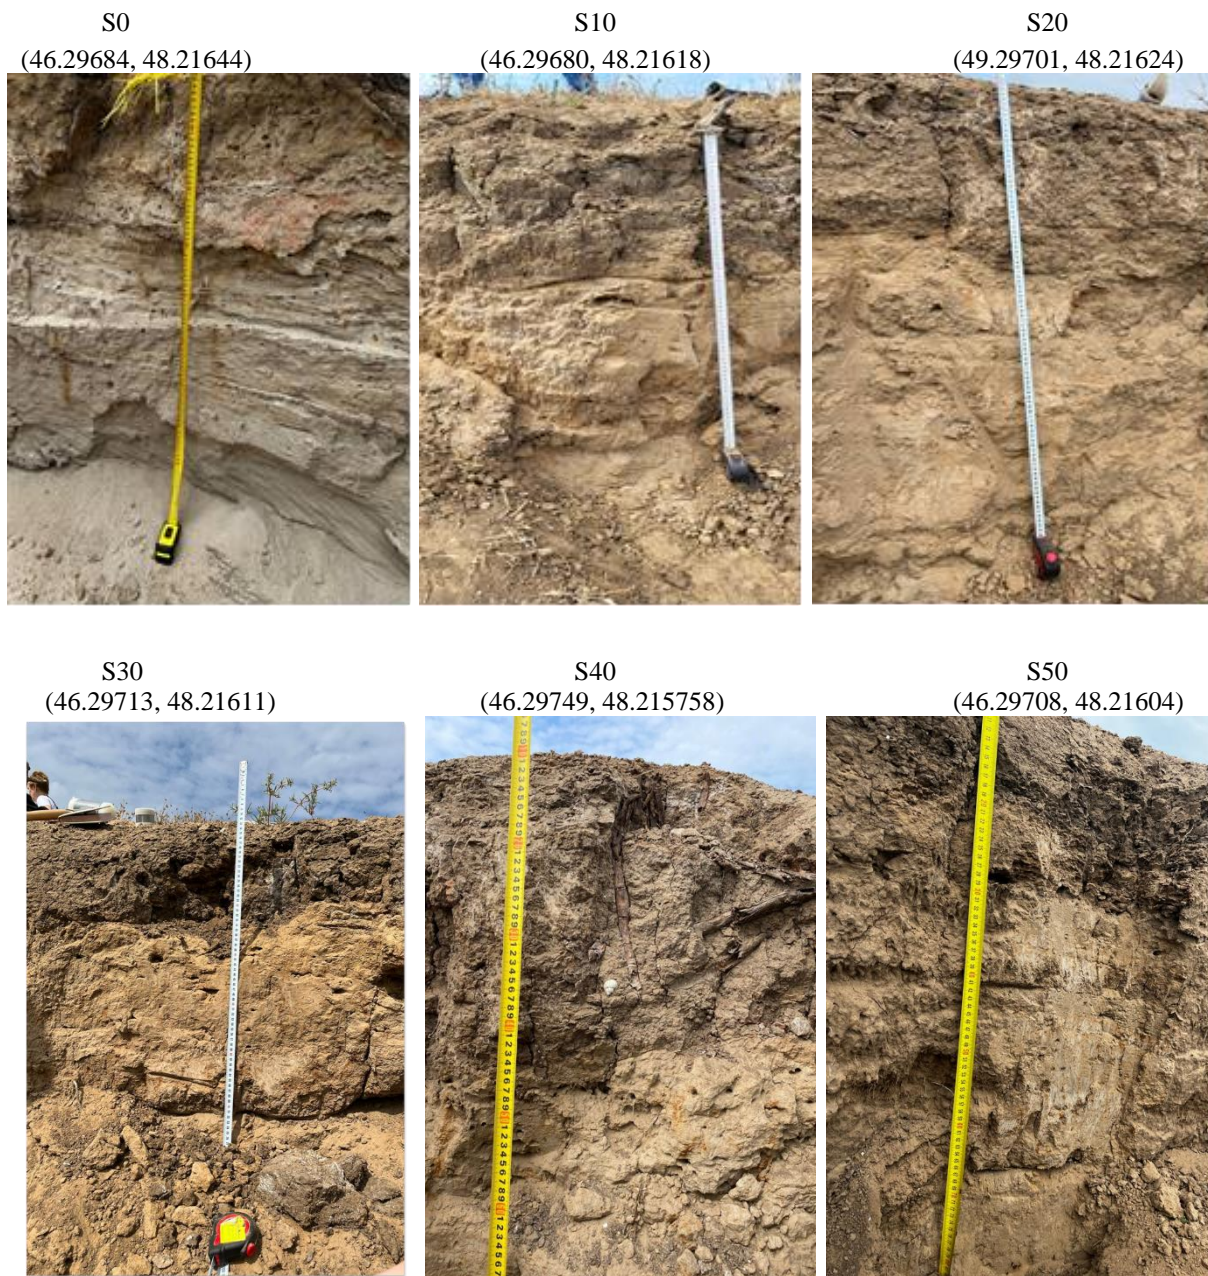 S0
S10
S20
(46.29684, 48.21644)
(46.29680, 48.21618)
(49.29701, 48.21624)
S30
S40
S50
(46.29713, 48.21611)
(46.29749, 48.215758)
(46.29708, 48.21604)